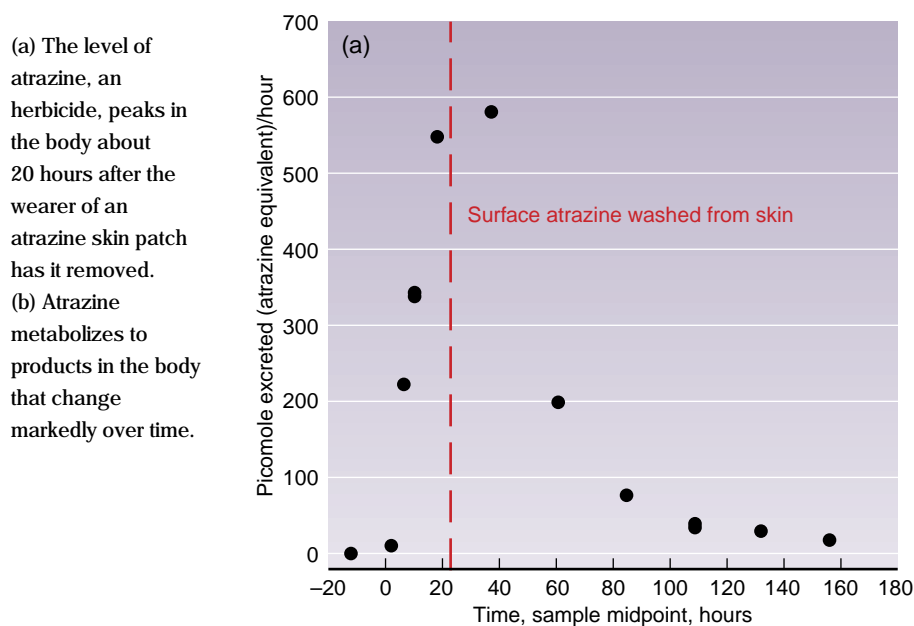 (a) The level of
atrazine, an
herbicide, peaks in
the body about
20 hours after the
wearer of an
atrazine skin patch
has it removed.
(b) Atrazine
metabolizes to
products in the body
that change
markedly over time.
(a)
700
600
500
400
300
200
100
0
Picomole excreted (atrazine equivalent)/hour
Surface atrazine washed from skin
–20 0 20 40 60 80 100 120 140 160 180
Time, sample midpoint, hours